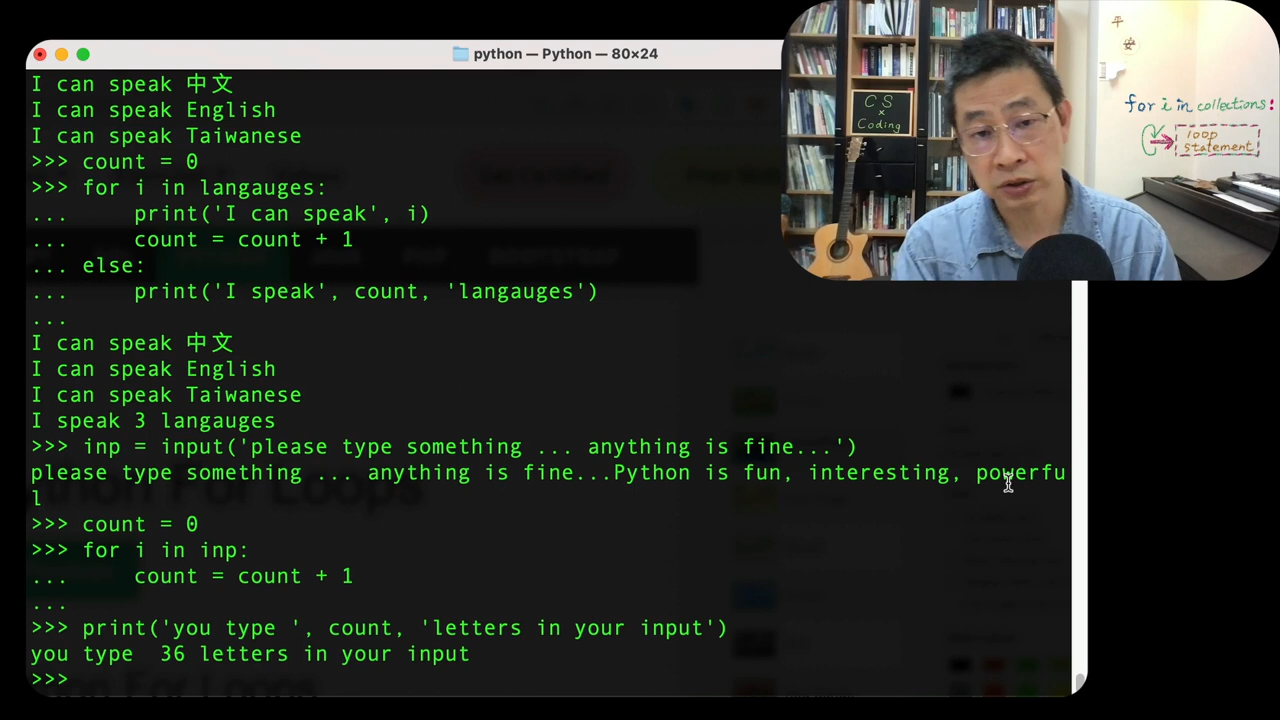 python — Python — 80×24
I can speak 中文
I can speak English
I can speak Taiwanese
>>> count = 0
>>> for i in langauges:
...     print('I can speak', i)
...     count = count + 1
... else:
...     print('I speak', count, 'langauges')
...
I can speak 中文
I can speak English
I can speak Taiwanese
I speak 3 langauges
>>> inp = input('please type something ... anything is fine...')
please type something ... anything is fine...Python is fun, interesting, powerfu
l
>>> count = 0
>>> for i in inp:
...     count = count + 1
...
>>> print('you type ', count, 'letters in your input')
you type  36 letters in your input
>>>
CS
x
Coding
平
安
for i in collections:
loop
statement